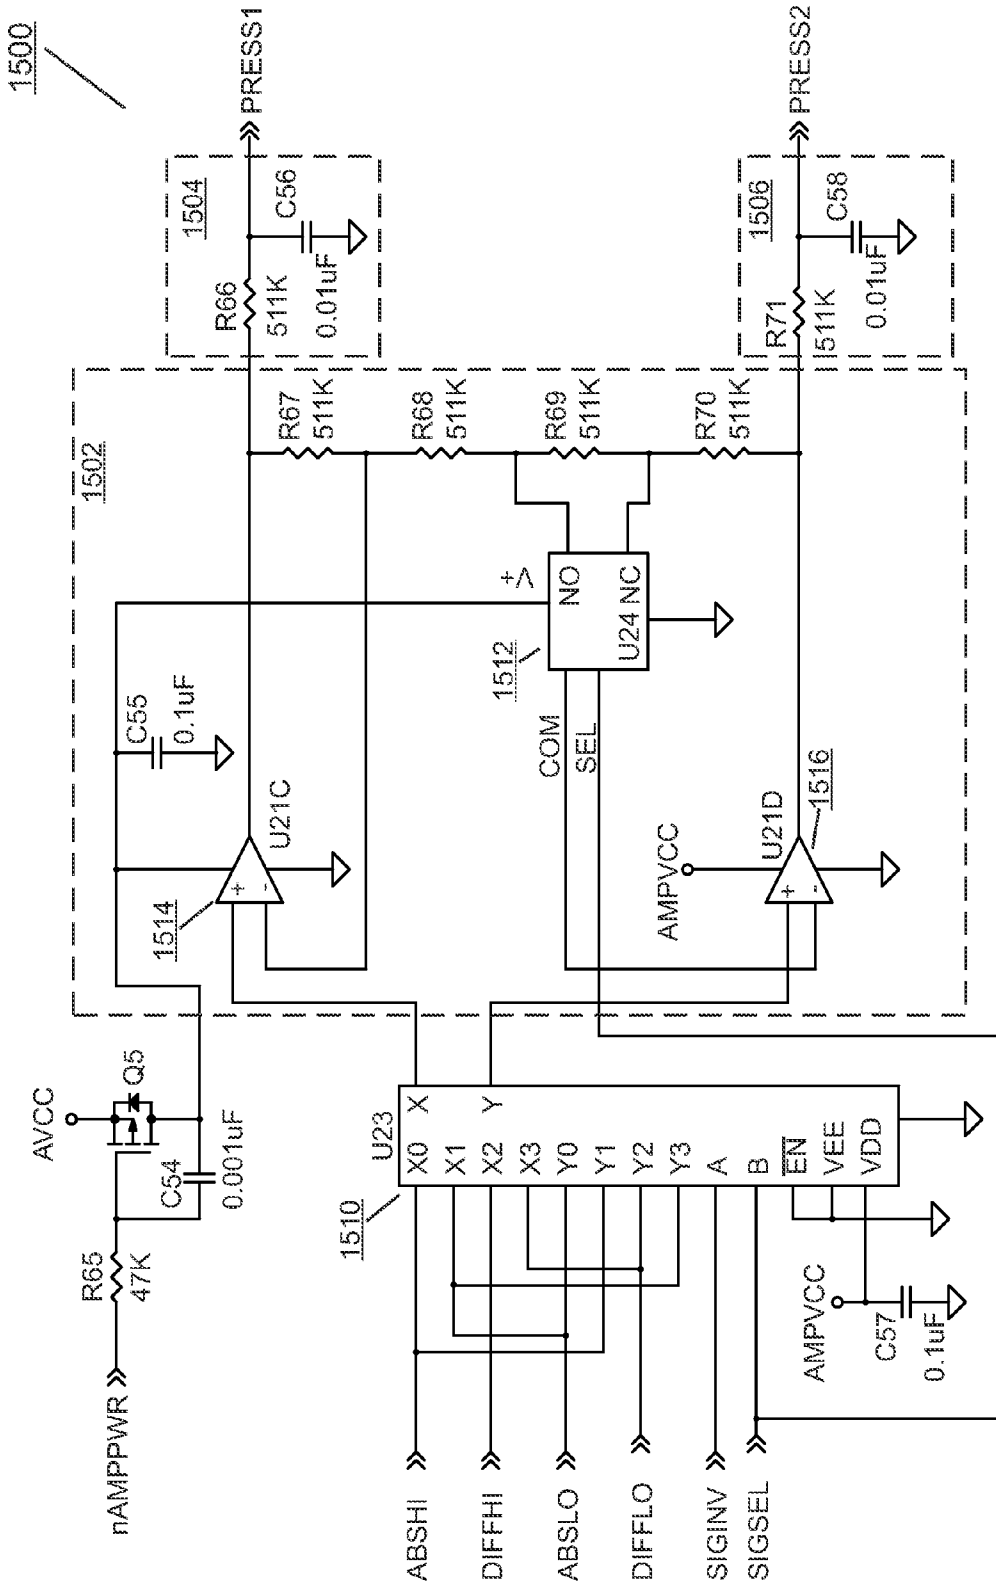 1500
PRESS1
PRESS2
1504
C56
R66
511K
0.01uF
1506
C58
R71
511K
0.01uF
1502
R67
511K
R68
511K
R69
511K
R70
511K
+V
NO
NC
U24
1512
COM
SEL
C55
0.1uF
U21C
+
-
1514
AMPVCC
U21D
+
-
1516
AVCC
Q5
C54
0.001uF
R65
47K
nAMPPWR
U23
1510
X0
X
X1
X2
Y
X3
Y0
Y1
Y2
Y3
A
B
EN
VEE
VDD
AMPVCC
C57
0.1uF
ABSHI
DIFFHI
ABSLO
DIFFLO
SIGINV
SIGSEL